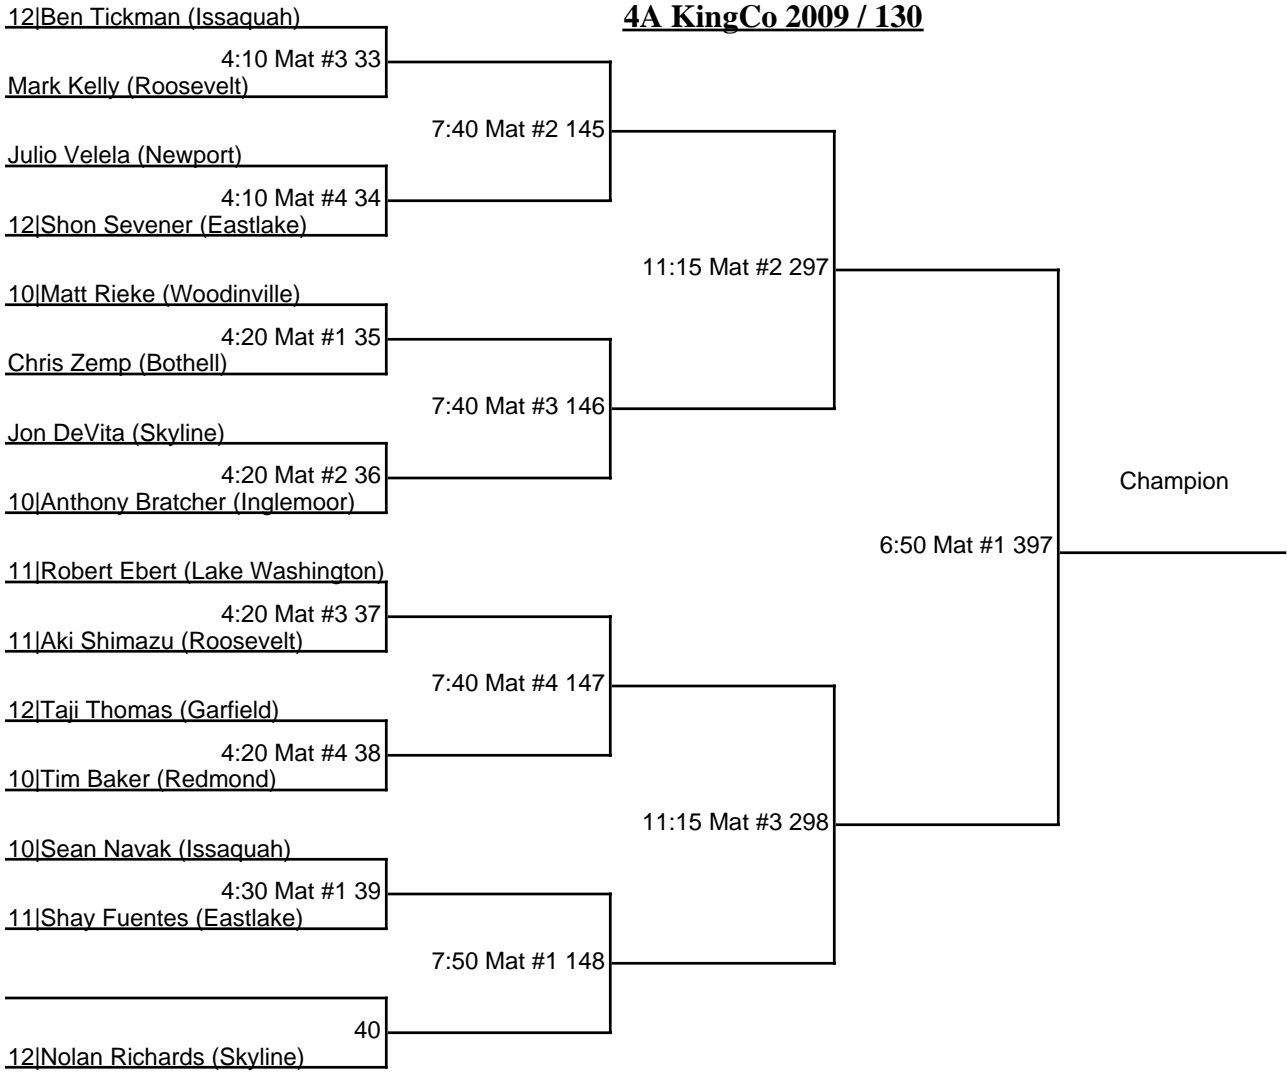 12|Ben Tickman (Issaquah)
4A KingCo 2009 / 130
4:10 Mat #3 33
Mark Kelly (Roosevelt)
7:40 Mat #2 145
Julio Velela (Newport)
4:10 Mat #4 34
12|Shon Sevener (Eastlake)
11:15 Mat #2 297
10|Matt Rieke (Woodinville)
4:20 Mat #1 35
Chris Zemp (Bothell)
7:40 Mat #3 146
Jon DeVita (Skyline)
4:20 Mat #2 36
10|Anthony Bratcher (Inglemoor)
Champion
6:50 Mat #1 397
11|Robert Ebert (Lake Washington)
4:20 Mat #3 37
11|Aki Shimazu (Roosevelt)
7:40 Mat #4 147
12|Taji Thomas (Garfield)
4:20 Mat #4 38
10|Tim Baker (Redmond)
11:15 Mat #3 298
10|Sean Navak (Issaquah)
4:30 Mat #1 39
11|Shay Fuentes (Eastlake)
7:50 Mat #1 148
40
12|Nolan Richards (Skyline)